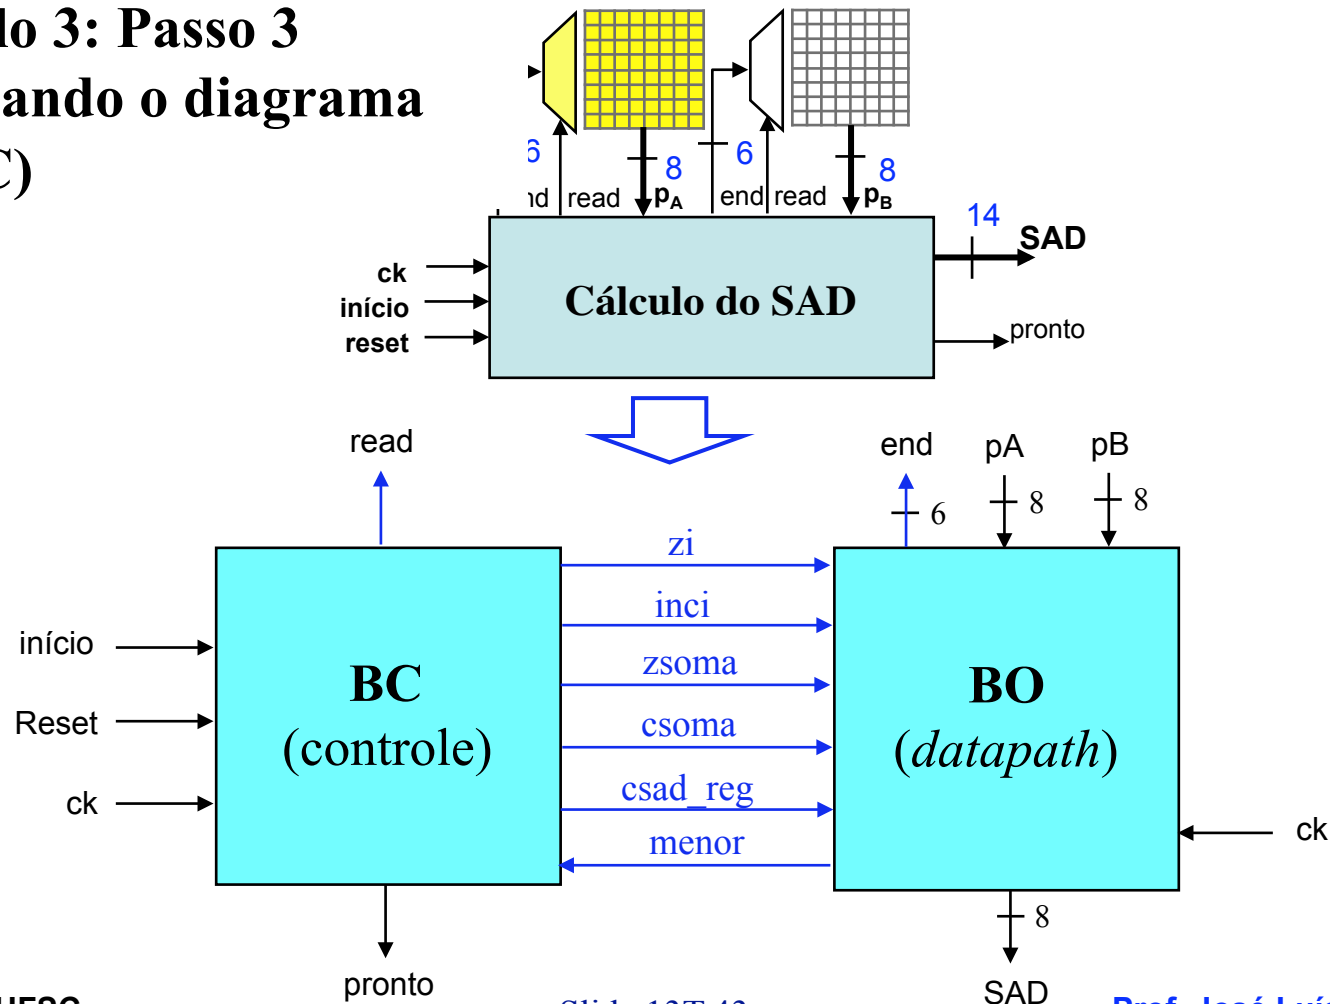 lo 3: Passo 3
ando o diagrama
C)
6
8
6
8
nd
read
pA
end
read
pB
14
SAD
ck
início
reset
Cálculo do SAD
pronto
read
end
pA
pB
6
8
8
zi
inci
zsoma
csoma
csad_reg
menor
início
Reset
ck
BC
(controle)
BO
(datapath)
ck
8
pronto
SAD